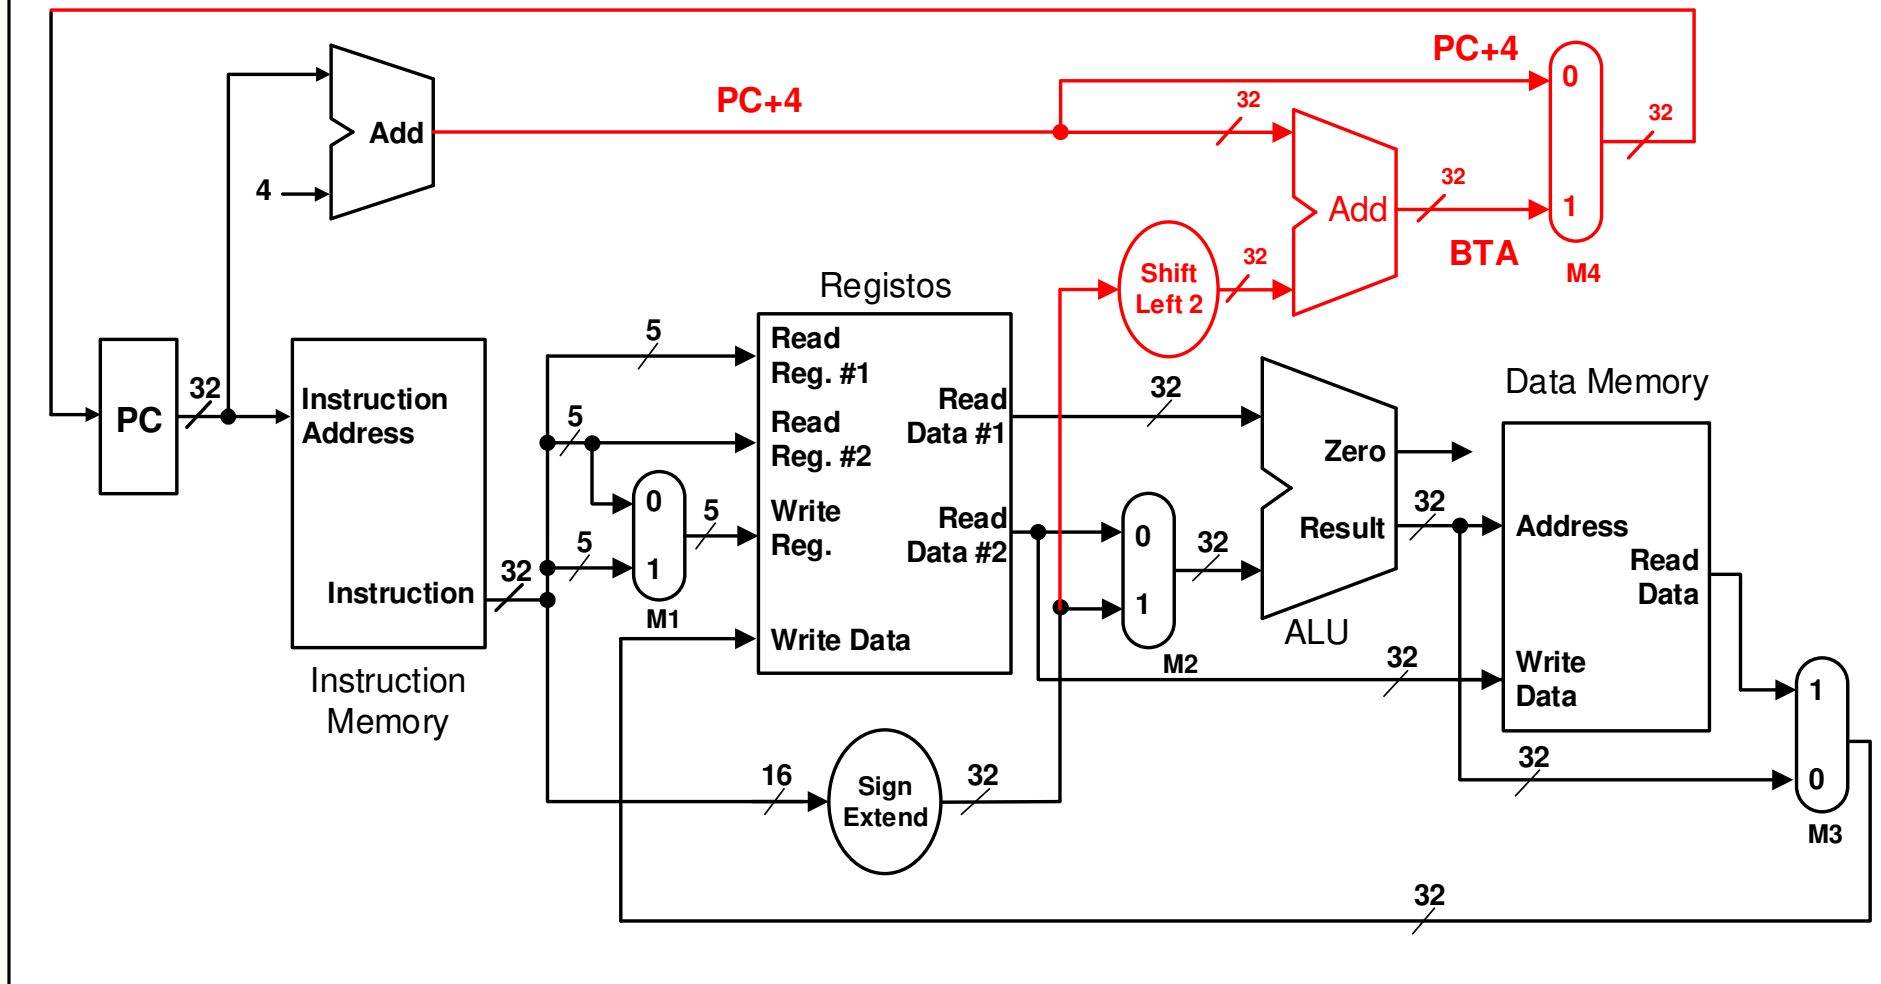 PC+4
PC+4
32
0
32
Add
32
4
1
Add
BTA
M4
32
Shift
Left 2
Registos
PC
32
Instruction
Address
Instruction
32
Instruction
Memory
5
5
5
0
1
M1
5
Read
Reg. #1
Read
Reg. #2
Write
Reg.
Write Data
Read
Data #1
Read
Data #2
32
0
1
M2
32
Zero
Result
ALU
32
Data Memory
Address
Read
Data
Write
Data
32
32
1
0
M3
16
Sign
Extend
32
32